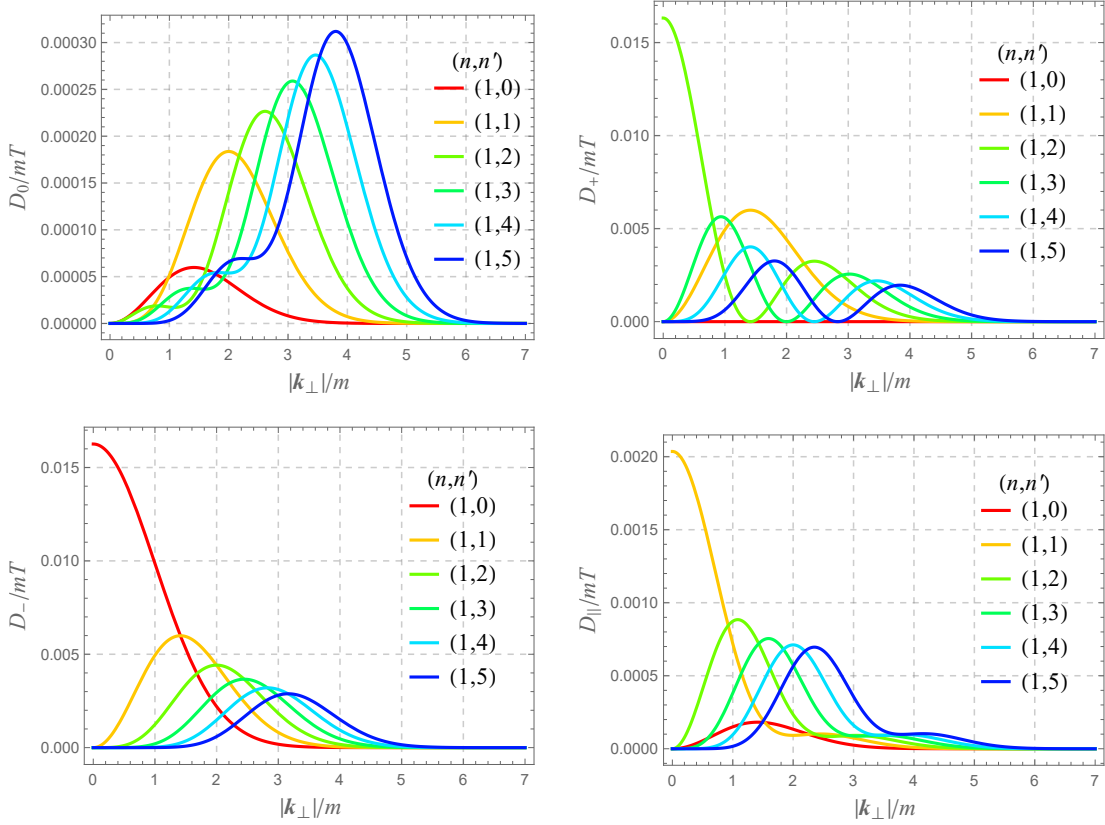 D₀/mT
0.00030
0.00025
0.00020
0.00015
0.00010
0.00005
0.00000
0 1 2 3 4 5 6 7
|k⊥|/m
(n,n′)
(1,0)
(1,1)
(1,2)
(1,3)
(1,4)
(1,5)
D₊/mT
0.015
0.010
0.005
0.000
0 1 2 3 4 5 6 7
|k⊥|/m
(n,n′)
(1,0)
(1,1)
(1,2)
(1,3)
(1,4)
(1,5)
D₋/mT
0.015
0.010
0.005
0.000
0 1 2 3 4 5 6 7
|k⊥|/m
(n,n′)
(1,0)
(1,1)
(1,2)
(1,3)
(1,4)
(1,5)
D||/mT
0.0020
0.0015
0.0010
0.0005
0.0000
0 1 2 3 4 5 6 7
|k⊥|/m
(n,n′)
(1,0)
(1,1)
(1,2)
(1,3)
(1,4)
(1,5)